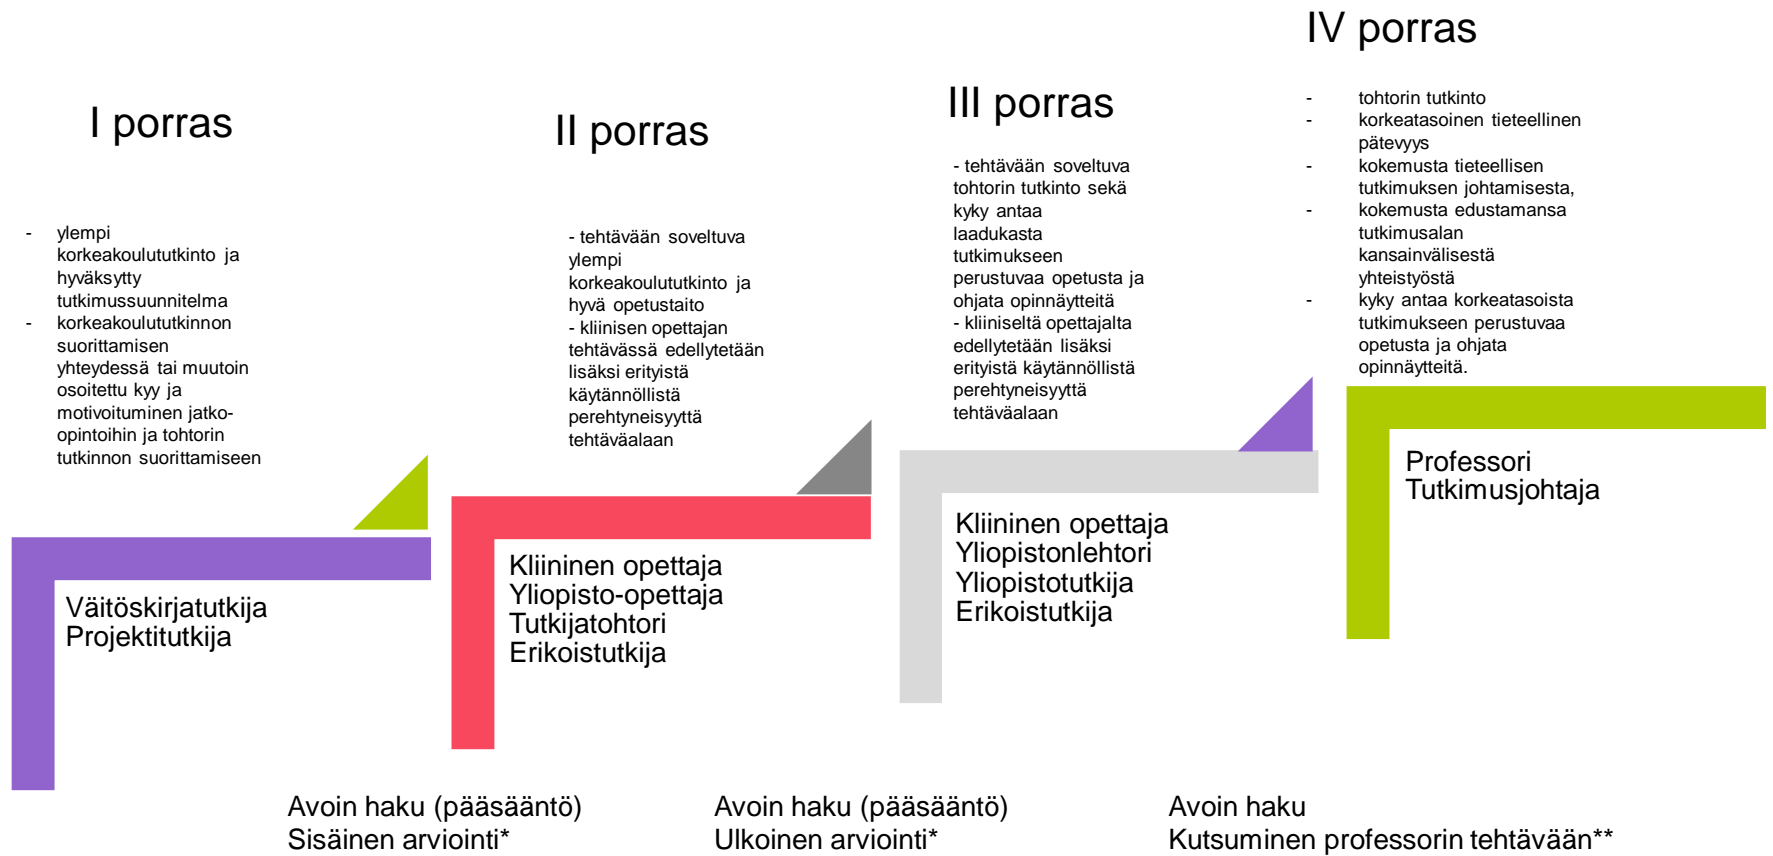 I porras
- ylempi
korkeakoulututkinto ja
hyväksytty
tutkimussuunnitelma
- korkeakoulututkinnon
suorittamisen
yhteydessä tai muutoin
osoitettu kyy ja
motivoituminen jatko-
opintoihin ja tohtorin
tutkinnon suorittamiseen
Väitöskirjatutkija
Projektitutkija
II porras
- tehtävään soveltuva
ylempi
korkeakoulututkinto ja
hyvä opetustaito
- kliinisen opettajan
tehtävässä edellytetään
lisäksi erityistä
käytännöllistä
perehtyneisyyttä
tehtäväalaan
Kliininen opettaja
Yliopisto-opettaja
Tutkijatohtori
Erikoistutkija
III porras
- tehtävään soveltuva
tohtorin tutkinto sekä
kyky antaa
laadukasta
tutkimukseen
perustuvaa opetusta ja
ohjata opinnäytteitä
- kliiniseltä opettajalta
edellytetään lisäksi
erityistä käytännöllistä
perehtyneisyyttä
tehtäväalaan
Kliininen opettaja
Yliopistonlehtori
Yliopistotutkija
Erikoistutkija
IV porras
- tohtorin tutkinto
- korkeatasoinen tieteellinen
pätevyys
- kokemusta tieteellisen
tutkimuksen johtamisesta,
- kokemusta edustamansa
tutkimusalan
kansainvälisestä
yhteistyöstä
- kyky antaa korkeatasoista
tutkimukseen perustuvaa
opetusta ja ohjata
opinnäytteitä.
Professori
Tutkimusjohtaja
Avoin haku (pääsääntö)
Sisäinen arviointi*
Avoin haku (pääsääntö)
Ulkoinen arviointi*
Avoin haku
Kutsuminen professorin tehtävään**